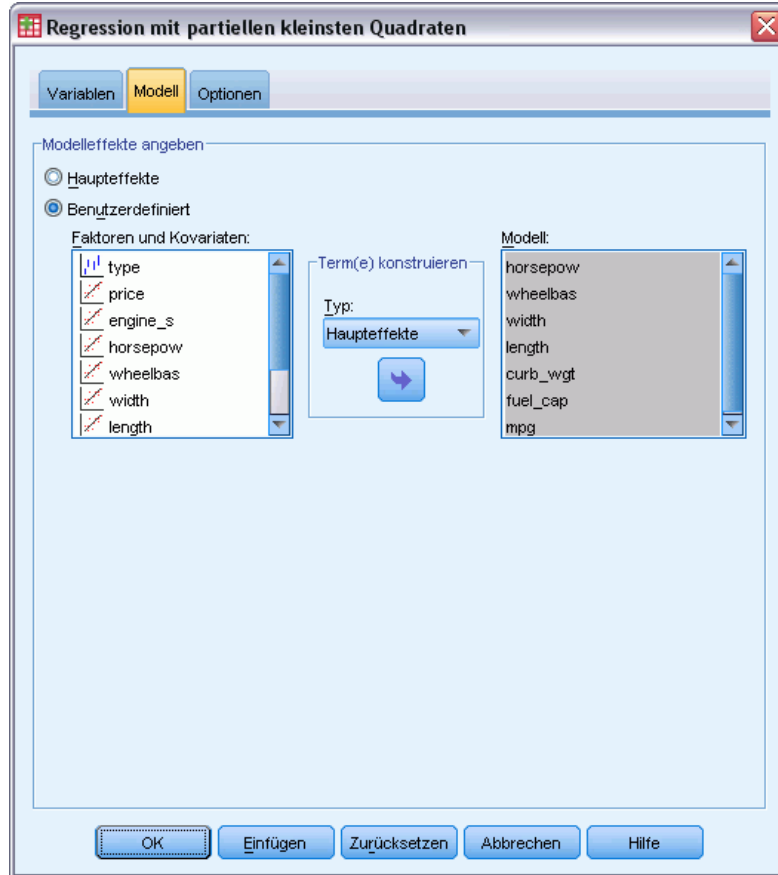 Regression mit partiellen kleinsten Quadraten
Variablen Modell Optionen
Modelleffekte angeben
Haupteffekte
Benutzerdefiniert
Faktoren und Kovariaten:
type
price
engine_s
horsepow
wheelbas
width
length
Term(e) konstruieren
Typ:
Haupteffekte
Modell:
horsepow
wheelbas
width
length
curb_wgt
fuel_cap
mpg
OK Einfügen Zurücksetzen Abbrechen Hilfe